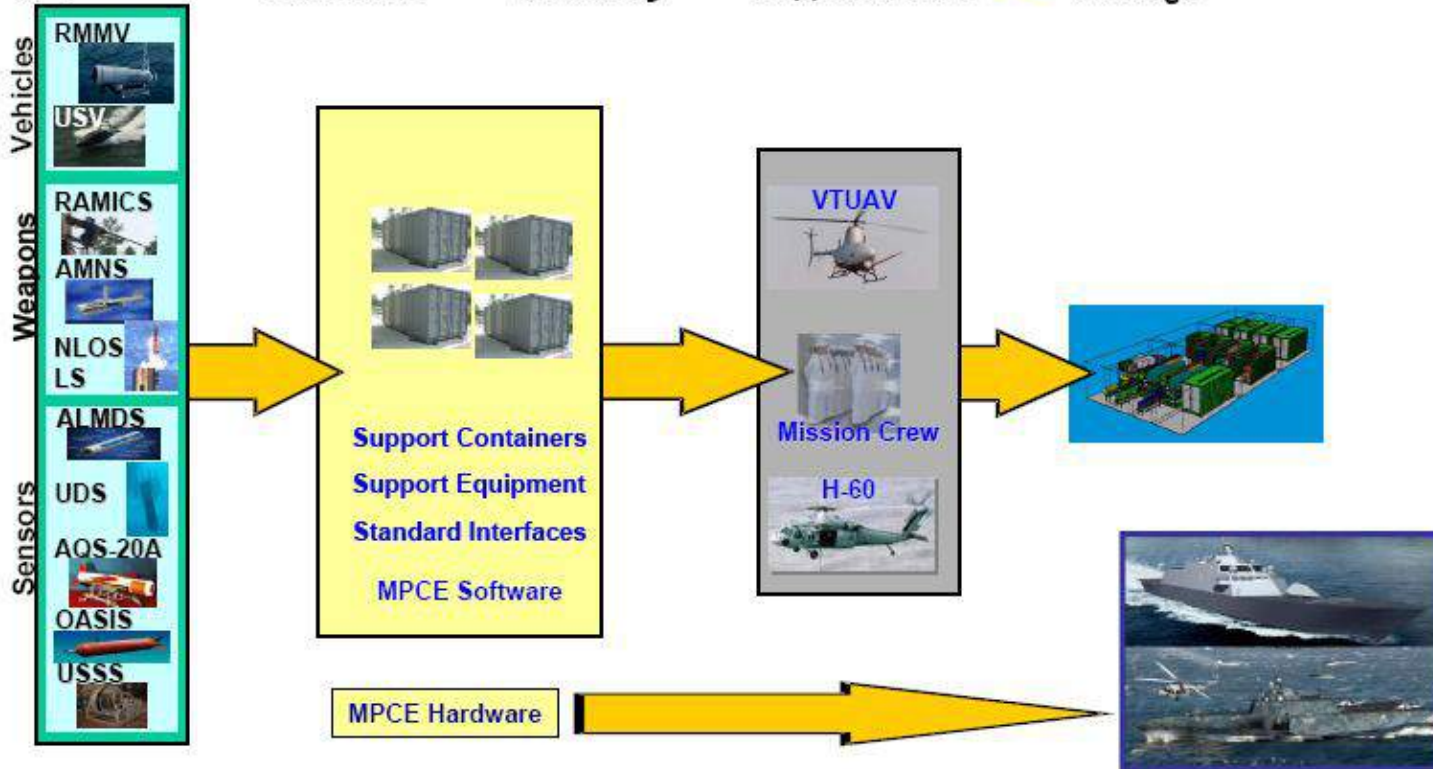 Vehicles
RMMV
USV
Weapons
RAMICS
AMNS
NLOS
LS
Sensors
ALMDS
UDS
AQS-20A
OASIS
USSS
Support Containers
Support Equipment
Standard Interfaces
MPCE Software
VTUAV
Mission Crew
H-60
MPCE Hardware